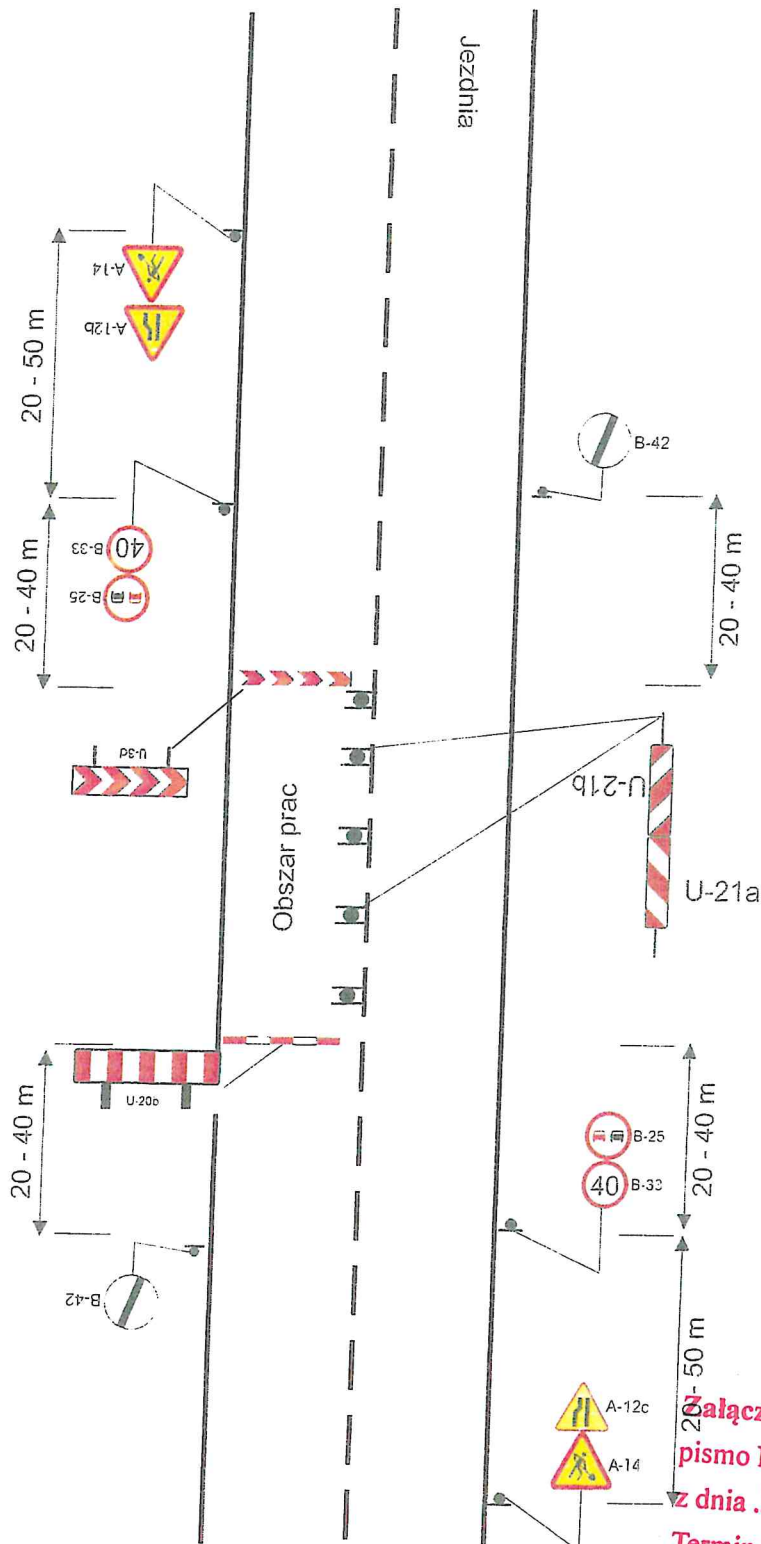 Jezdnia
A-14
A-12b
20 - 50 m
B-42
40
B-33
B-25
20 - 40 m
20 - 40 m
U-3d
U-21b
Obszar prac
U-21a
U-20b
20 - 40 m
B-25
40
B-33
20 - 40 m
B-42
20 - 50 m
A-12c
A-14
Załącz
pismo
z dnia ..
Termin